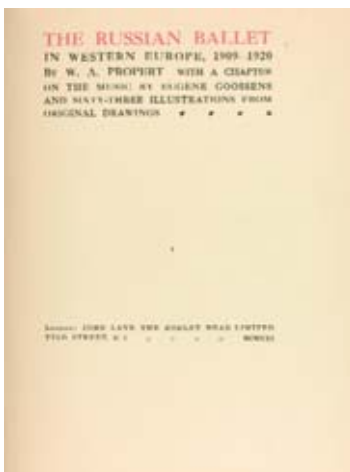 THE RUSSIAN BALLET
IN WESTERN EUROPE, 1909-1920
BY W. A. PROPERT WITH A CHAPTER
ON THE MUSIC BY EUGENE GOOSSENS
AND SIXTY-THREE ILLUSTRATIONS FROM
ORIGINAL DRAWINGS
LONDON: JOHN LANE THE BODLEY HEAD LIMITED
VIGO STREET, W.1 MCMXXI